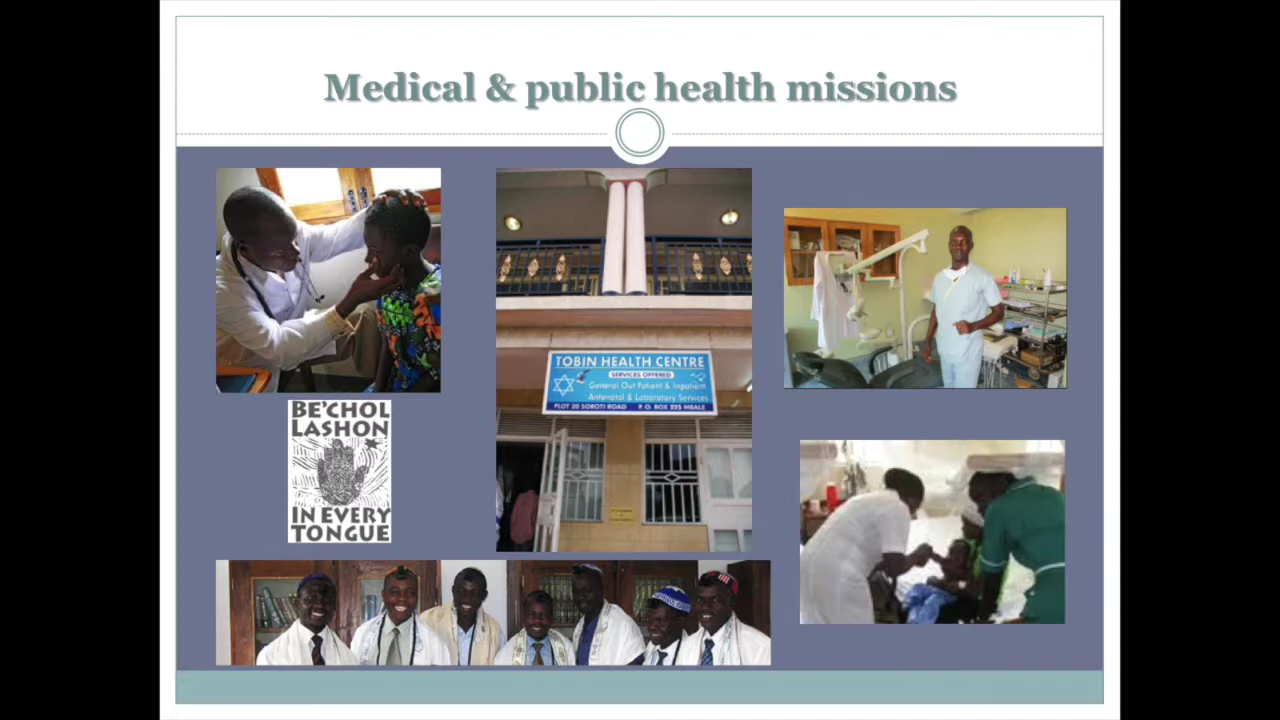 Medical & public health missions
TOBIN HEALTH CENTRE
SERVICES OFFERED
General Out Patient & Inpatient
Antenatal & Laboratory Services
PLOT 20 SOROTI ROAD P. O. BOX 225 MBALE
BE'CHOL
LASHON
IN EVERY
TONGUE